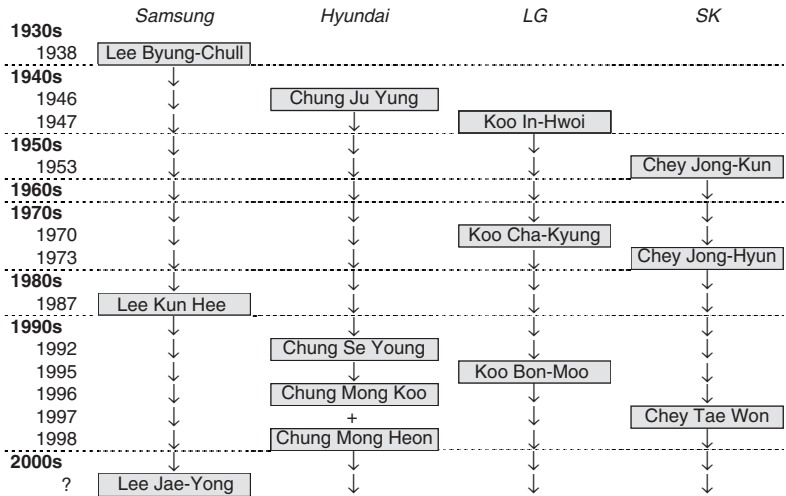 Samsung Hyundai LG SK
1930s
1938 Lee Byung-Chull
1940s
1946 Chung Ju Yung
1947 Koo In-Hwoi
1950s
1953 Chey Jong-Kun
1960s
1970s
1970 Koo Cha-Kyung
1973 Chey Jong-Hyun
1980s
1987 Lee Kun Hee
1990s
1992 Chung Se Young
1995 Koo Bon-Moo
1996 Chung Mong Koo
1997 + Chey Tae Won
1998 Chung Mong Heon
2000s
? Lee Jae-Yong